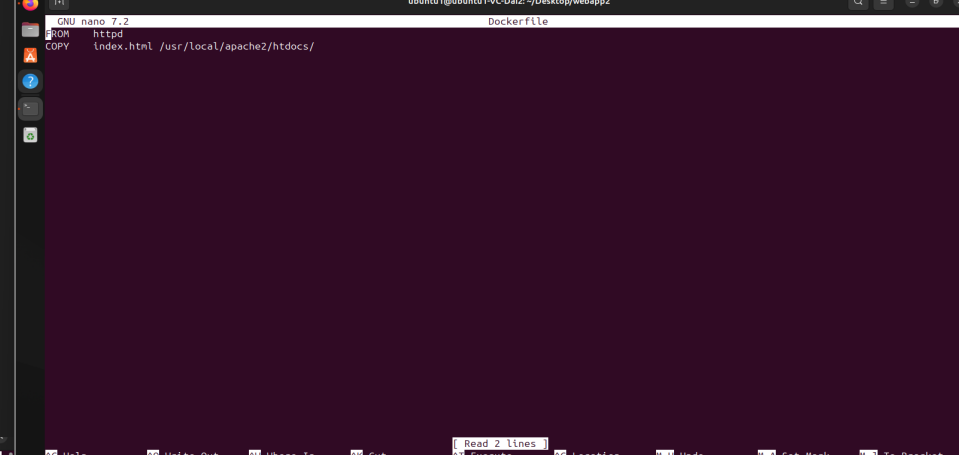 ubuntu1@ubuntu1-VC-Dal2: ~/Desktop/webapp2
GNU nano 7.2 Dockerfile
FROM httpd
COPY index.html /usr/local/apache2/htdocs/
[ Read 2 lines ]
^G Help ^O Write Out ^W Where Is ^K Cut ^T Execute ^C Location M-U Undo M-A Set Mark M-] To Bracket